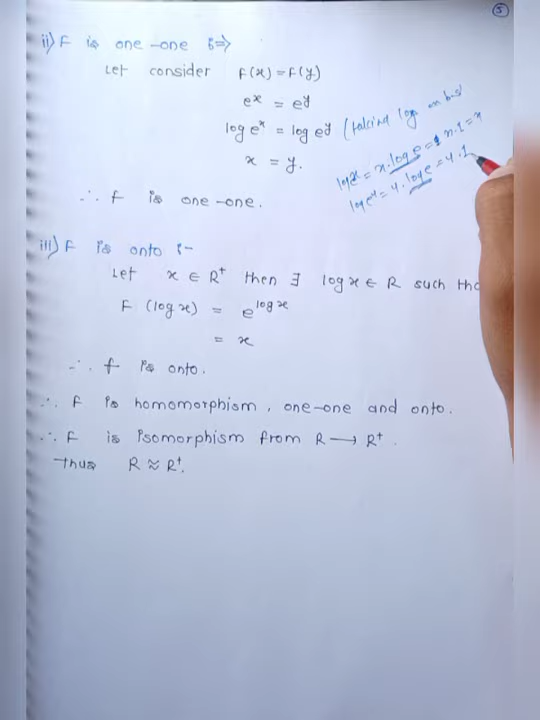 5
ii) F is one-one :⇒
Let consider F(x) = F(y)
e^x = e^y
log e^x = log e^y (taking log on b.s
x = y.
log e^x = x.log e = x.1 = x
log e^y = y.log e = y.1
∴ f is one-one.
iii) F is onto :-
Let x ∈ R⁺ then ∃ log x ∈ R such tha
F (log x) = e^log x
= x
∴ f is onto.
∴ F is homomorphism, one-one and onto.
∴ F is isomorphism from R ⟶ R⁺.
Thus R ≈ R⁺.